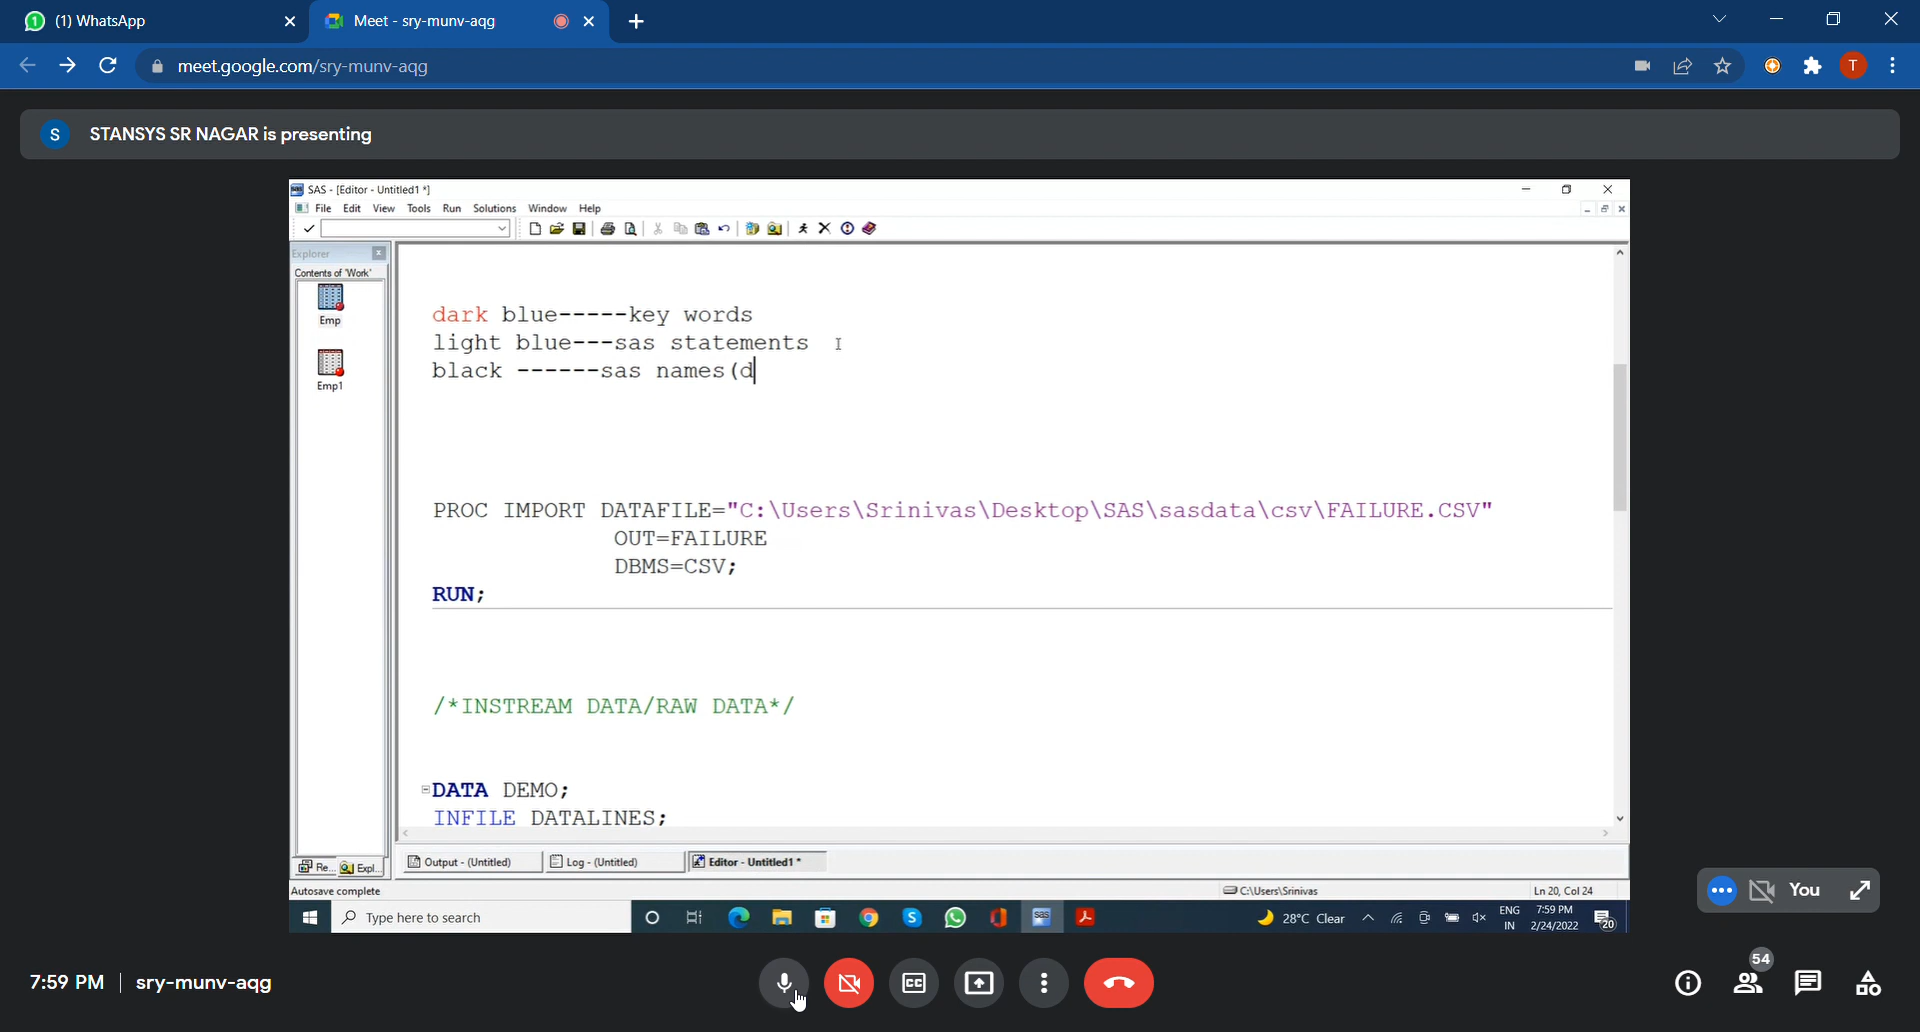 (1) WhatsApp
Meet - sry-munv-aqg
meet.google.com/sry-munv-aqg
T
S STANSYS SR NAGAR is presenting
SAS - [Editor - Untitled1 *]
File Edit View Tools Run Solutions Window Help
Explorer
Contents of 'Work'
Emp
Emp1
dark blue-----key words
light blue---sas statements
black ------sas names(d
PROC IMPORT DATAFILE="C:\Users\Srinivas\Desktop\SAS\sasdata\csv\FAILURE.CSV"
OUT=FAILURE
DBMS=CSV;
RUN;
/*INSTREAM DATA/RAW DATA*/
DATA DEMO;
INFILE DATALINES;
Re... Expl...
Output - (Untitled) Log - (Untitled) Editor - Untitled1 *
Autosave complete C:\Users\Srinivas Ln 20, Col 24
Type here to search
sas
28°C Clear
ENG
IN
7:59 PM
2/24/2022
20
You
7:59 PM | sry-munv-aqg
CC
54